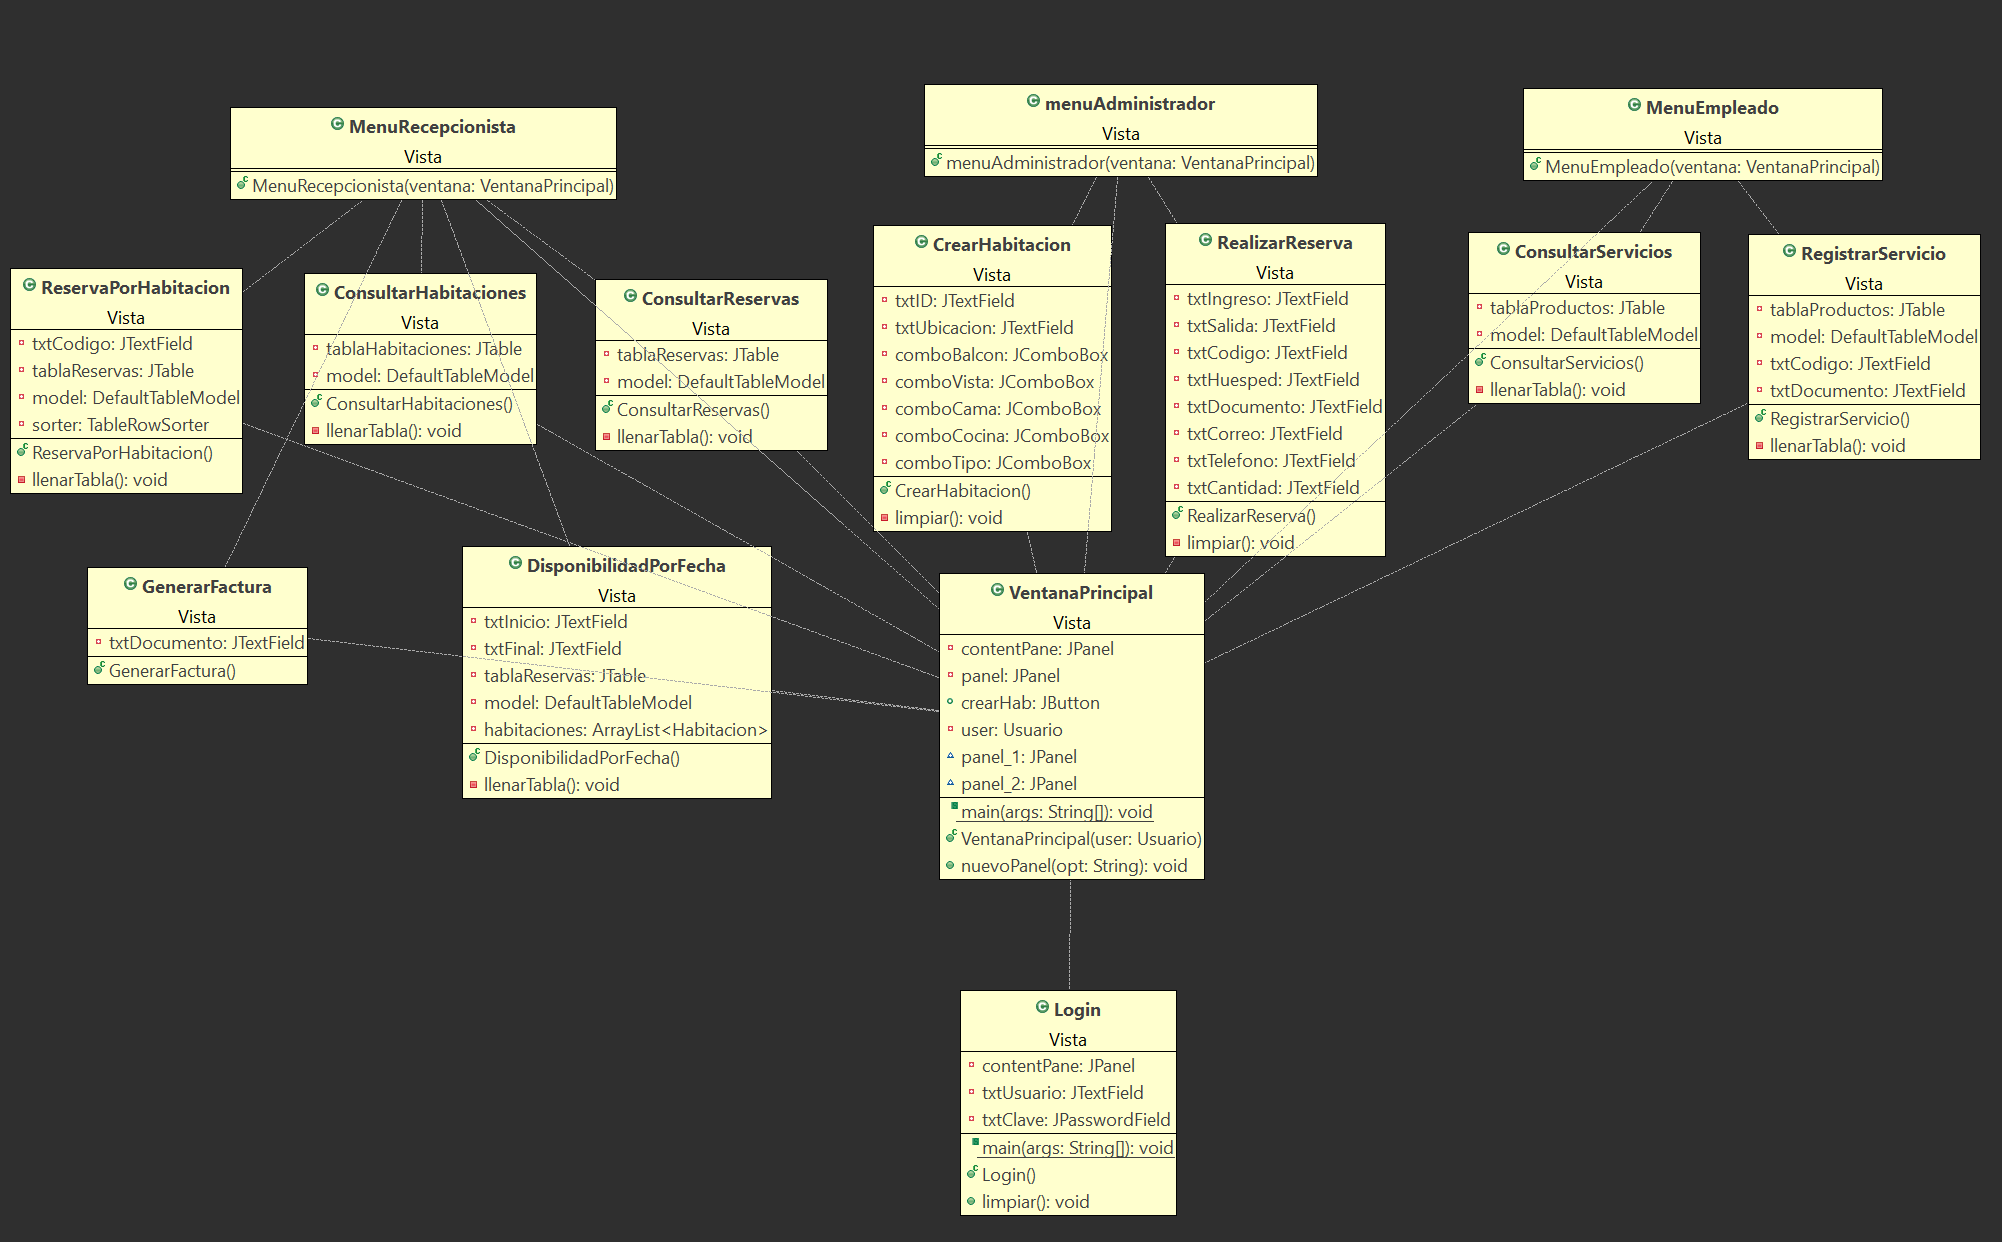 MenuRecepcionista
Vista
MenuRecepcionista(ventana: VentanaPrincipal)
menuAdministrador
Vista
menuAdministrador(ventana: VentanaPrincipal)
MenuEmpleado
Vista
MenuEmpleado(ventana: VentanaPrincipal)
ReservaPorHabitacion
Vista
txtCodigo: JTextField
tablaReservas: JTable
model: DefaultTableModel
sorter: TableRowSorter
ReservaPorHabitacion()
llenarTabla(): void
ConsultarHabitaciones
Vista
tablaHabitaciones: JTable
model: DefaultTableModel
ConsultarHabitaciones()
llenarTabla(): void
ConsultarReservas
Vista
tablaReservas: JTable
model: DefaultTableModel
ConsultarReservas()
llenarTabla(): void
CrearHabitacion
Vista
txtID: JTextField
txtUbicacion: JTextField
comboBalcon: JComboBox
comboVista: JComboBox
comboCama: JComboBox
comboCocina: JComboBox
comboTipo: JComboBox
CrearHabitacion()
limpiar(): void
RealizarReserva
Vista
txtIngreso: JTextField
txtSalida: JTextField
txtCodigo: JTextField
txtHuesped: JTextField
txtDocumento: JTextField
txtCorreo: JTextField
txtTelefono: JTextField
txtCantidad: JTextField
RealizarReserva()
limpiar(): void
ConsultarServicios
Vista
tablaProductos: JTable
model: DefaultTableModel
ConsultarServicios()
llenarTabla(): void
RegistrarServicio
Vista
tablaProductos: JTable
model: DefaultTableModel
txtCodigo: JTextField
txtDocumento: JTextField
RegistrarServicio()
llenarTabla(): void
GenerarFactura
Vista
txtDocumento: JTextField
GenerarFactura()
DisponibilidadPorFecha
Vista
txtInicio: JTextField
txtFinal: JTextField
tablaReservas: JTable
model: DefaultTableModel
habitaciones: ArrayList<Habitacion>
DisponibilidadPorFecha()
llenarTabla(): void
VentanaPrincipal
Vista
contentPane: JPanel
panel: JPanel
crearHab: JButton
user: Usuario
panel_1: JPanel
panel_2: JPanel
main(args: String[]): void
VentanaPrincipal(user: Usuario)
nuevoPanel(opt: String): void
Login
Vista
contentPane: JPanel
txtUsuario: JTextField
txtClave: JPasswordField
main(args: String[]): void
Login()
limpiar(): void